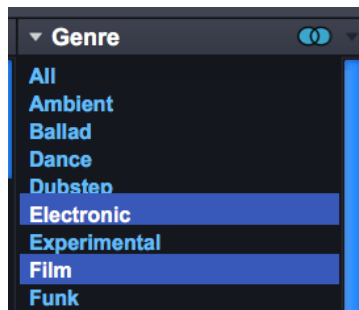 Genre
All
Ambient
Ballad
Dance
Dubstep
Electronic
Experimental
Film
Funk